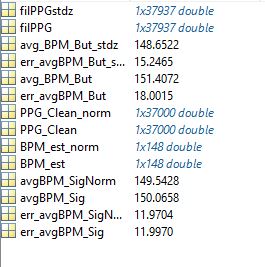 filPPGstdz 1x37937 double
filPPG 1x37937 double
avg_BPM_But_stdz 148.6522
err_avg_BPM_But_s... 15.2465
avg_BPM_But 151.4072
err_avg_BPM_But 18.0015
PPG_Clean_norm 1x37000 double
PPG_Clean 1x37000 double
BPM_est_norm 1x148 double
BPM_est 1x148 double
avgBPM_SigNorm 149.5428
avgBPM_Sig 150.0658
err_avgBPM_SigN... 11.9704
err_avgBPM_Sig 11.9970